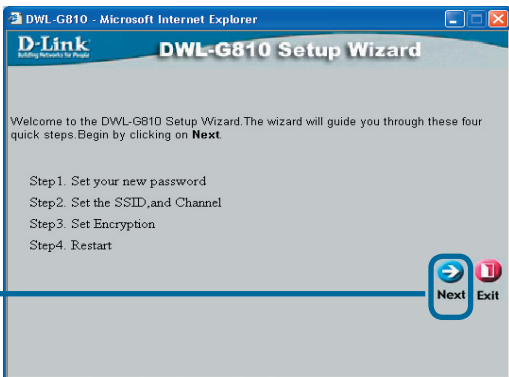 DWL-G810 - Microsoft Internet Explorer
D-Link
Building Networks for People
DWL-G810 Setup Wizard
Welcome to the DWL-G810 Setup Wizard.The wizard will guide you through these four
quick steps.Begin by clicking on Next.
Step1. Set your new password
Step2. Set the SSID,and Channel
Step3. Set Encryption
Step4. Restart
Next Exit